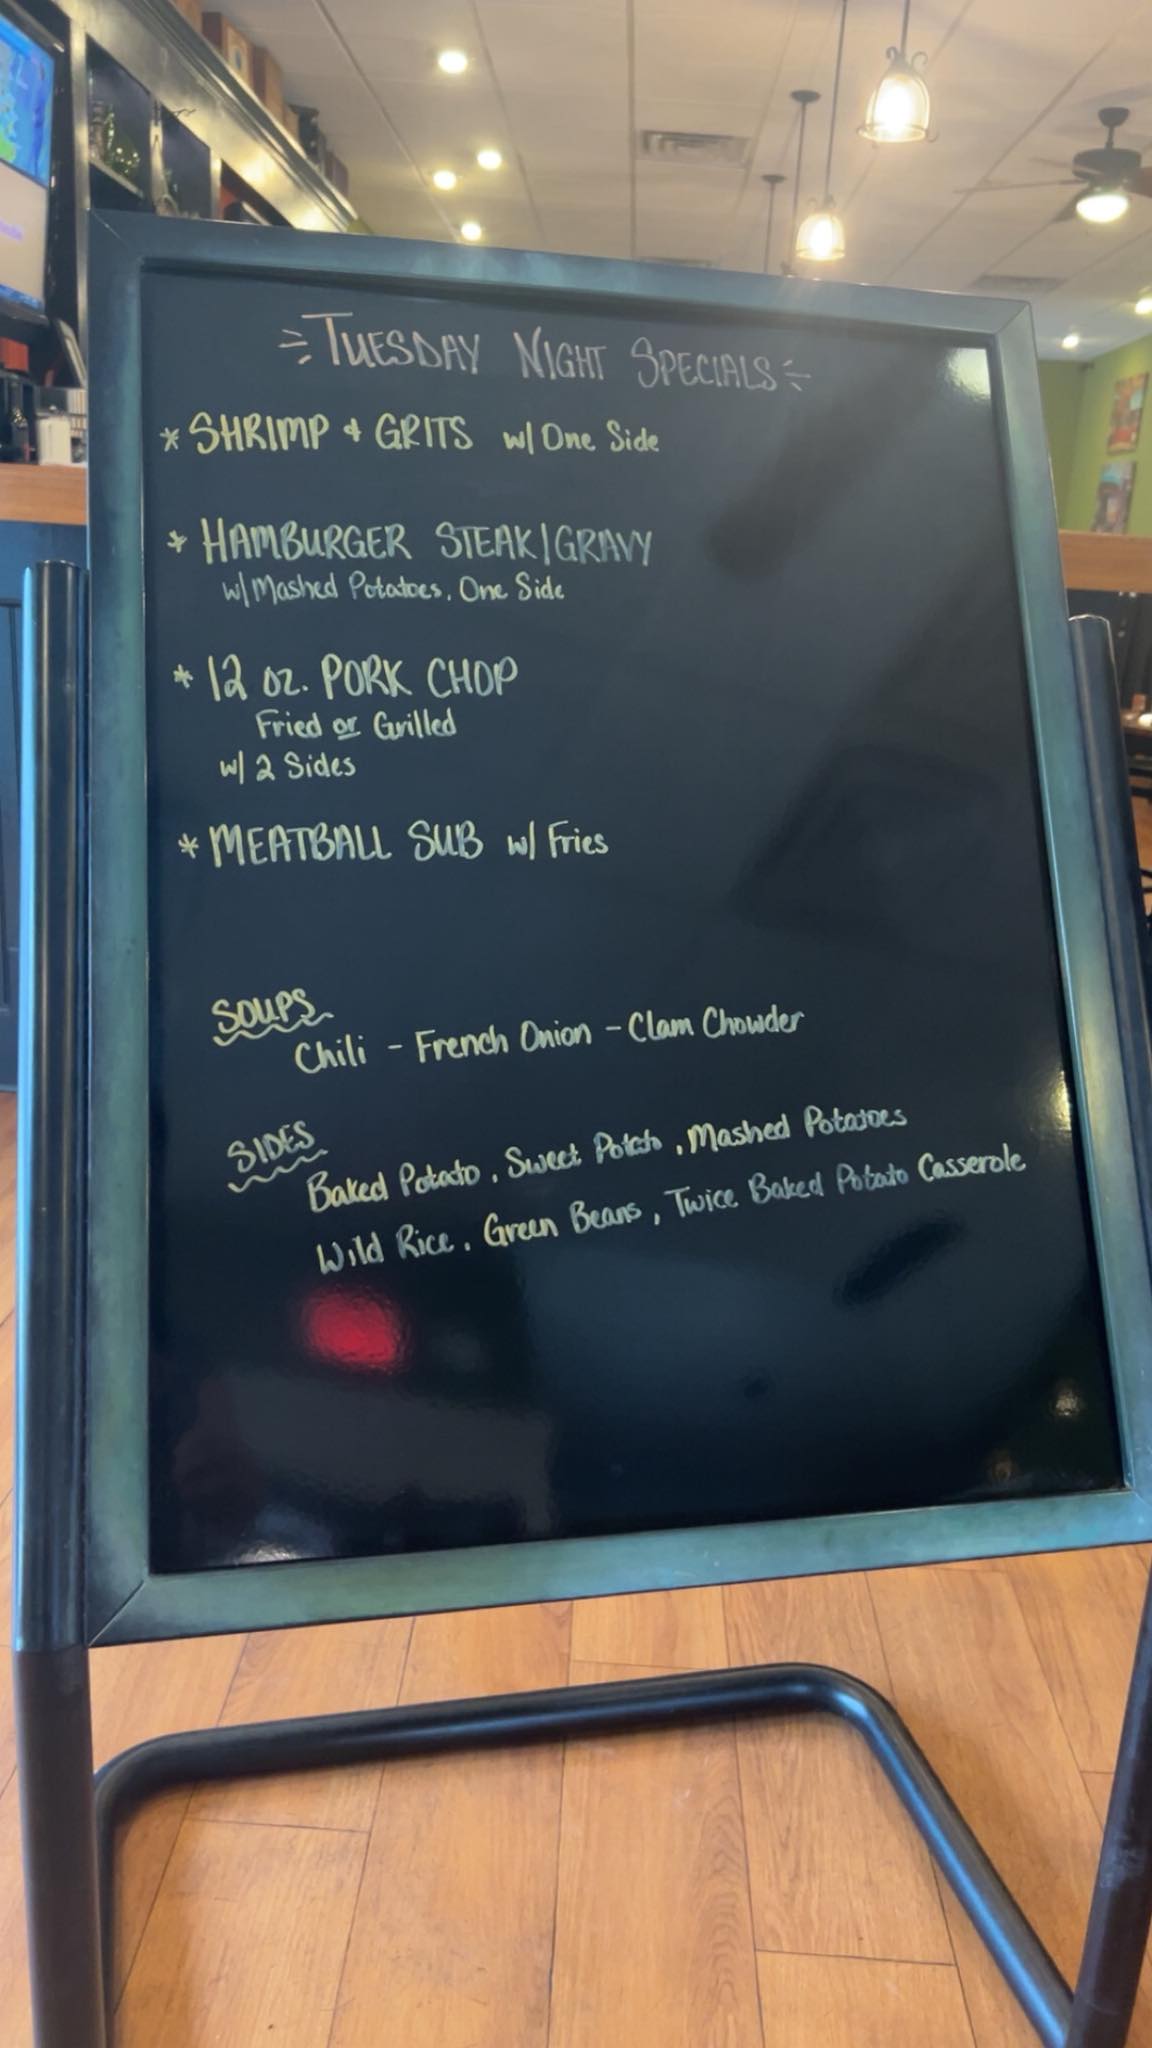 TUESDAY NIGHT SPECIALS
* SHRIMP & GRITS w/ One Side
* HAMBURGER STEAK/GRAVY
w/ Mashed Potatoes, One Side
* 12 oz. PORK CHOP
Fried or Grilled
w/ 2 Sides
* MEATBALL SUB w/ Fries
SOUPS
Chili - French Onion - Clam Chowder
SIDES
Baked Potato, Sweet Potato, Mashed Potatoes
Wild Rice, Green Beans, Twice Baked Potato Casserole